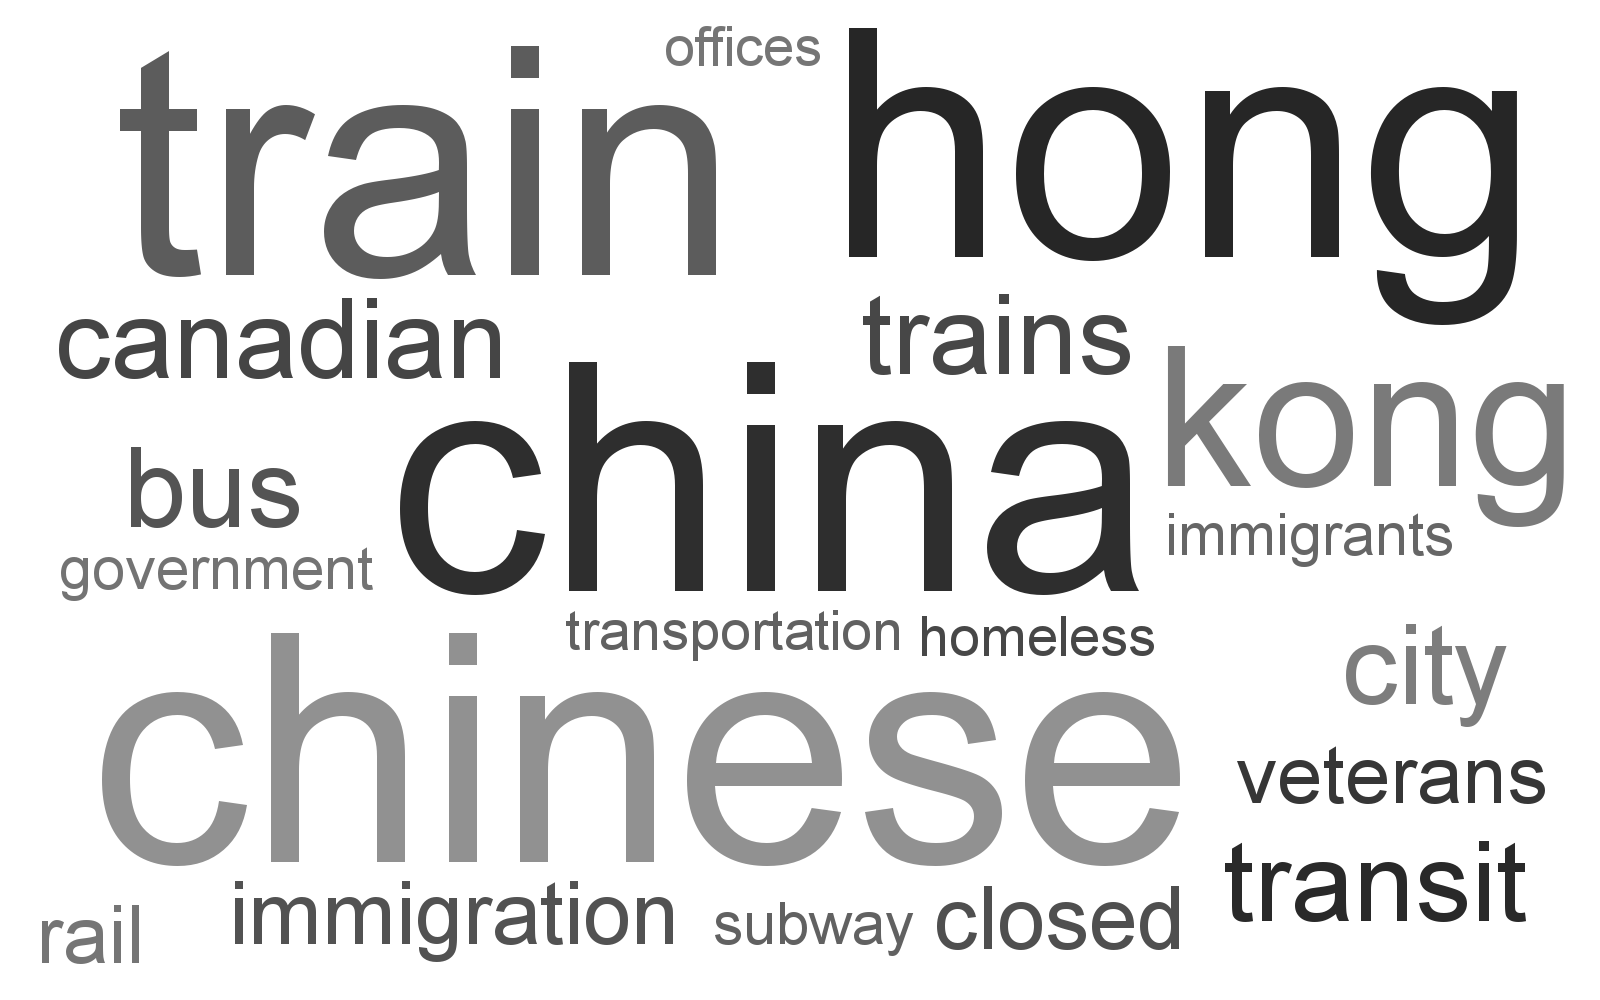 offices
train
hong
canadian
trains
china
kong
bus
immigrants
government
transportation
homeless
chinese
city
veterans
transit
immigration
rail
subway
closed